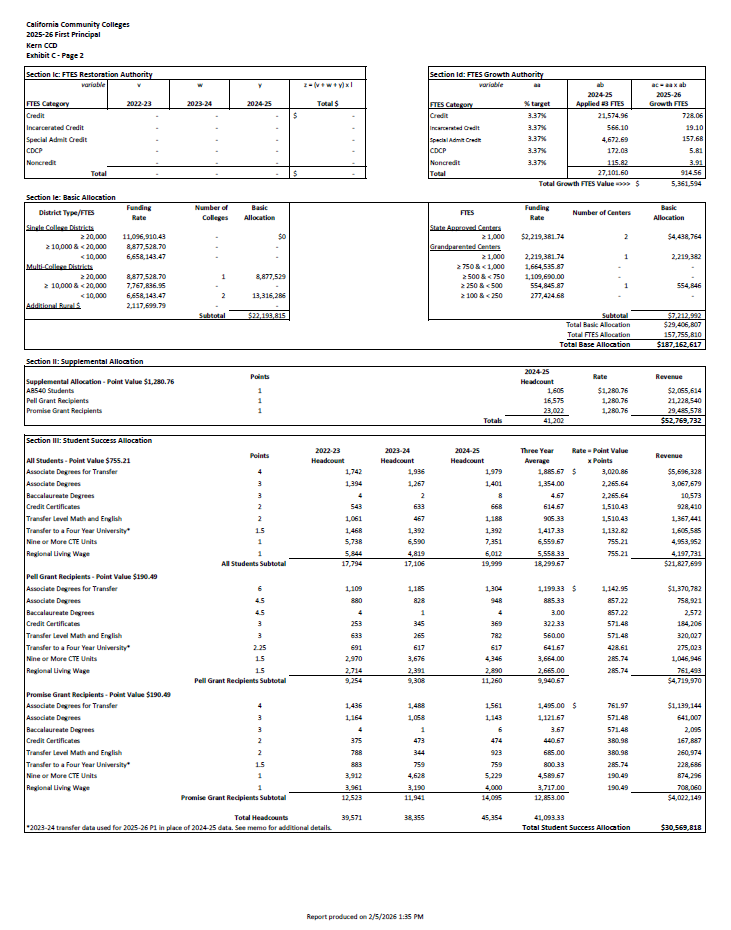 California Community Colleges
2025-26 First Principal
Kern CCD
Exhibit C - Page 2
Section Ic: FTES Restoration Authority
variable v w y z = (v + w + y) x l
FTES Category 2022-23 2023-24 2024-25 Total $
Credit - - - $ -
Incarcerated Credit - - - -
Special Admit Credit - - - -
CDCP - - - -
Noncredit - - - -
Total - - - $ -
Section Id: FTES Growth Authority
variable aa ab ac = aa x ab
2024-25 2025-26
FTES Category % target Applied #3 FTES Growth FTES
Credit 3.37% 21,574.96 728.06
Incarcerated Credit 3.37% 566.10 19.10
Special Admit Credit 3.37% 4,672.69 157.68
CDCP 3.37% 172.03 5.81
Noncredit 3.37% 115.82 3.91
Total 27,101.60 914.56
Total Growth FTES Value =>>> $ 5,361,594
Section Ie: Basic Allocation
District Type/FTES Funding Rate Number of Colleges Basic Allocation
Single College Districts
≥ 20,000 11,096,910.43 - $0
≥ 10,000 & < 20,000 8,877,528.70 - -
< 10,000 6,658,143.47 - -
Multi-College Districts
≥ 20,000 8,877,528.70 1 8,877,529
≥ 10,000 & < 20,000 7,767,836.95 - -
< 10,000 6,658,143.47 2 13,316,286
Additional Rural $ 2,117,699.79 - -
Subtotal $22,193,815
FTES Funding Rate Number of Centers Basic Allocation
State Approved Centers
≥ 1,000 $2,219,381.74 2 $4,438,764
Grandparented Centers
≥ 1,000 2,219,381.74 1 2,219,382
≥ 750 & < 1,000 1,664,535.87 - -
≥ 500 & < 750 1,109,690.00 - -
≥ 250 & < 500 554,845.87 1 554,846
≥ 100 & < 250 277,424.68 - -
Subtotal $7,212,992
Total Basic Allocation $29,406,807
Total FTES Allocation 157,755,810
Total Base Allocation $187,162,617
Section II: Supplemental Allocation
Supplemental Allocation - Point Value $1,280.76 Points 2024-25 Headcount Rate Revenue
AB540 Students 1 1,605 $1,280.76 $2,055,614
Pell Grant Recipients 1 16,575 1,280.76 21,228,540
Promise Grant Recipients 1 23,022 1,280.76 29,485,578
Totals 41,202 $52,769,732
Section III: Student Success Allocation
2022-23 2023-24 2024-25 Three Year Rate = Point Value
All Students - Point Value $755.21 Points Headcount Headcount Headcount Average x Points Revenue
Associate Degrees for Transfer 4 1,742 1,936 1,979 1,885.67 $ 3,020.86 $5,696,328
Associate Degrees 3 1,394 1,267 1,401 1,354.00 2,265.64 3,067,679
Baccalaureate Degrees 3 4 2 8 4.67 2,265.64 10,573
Credit Certificates 2 543 633 668 614.67 1,510.43 928,410
Transfer Level Math and English 2 1,061 467 1,188 905.33 1,510.43 1,367,441
Transfer to a Four Year University* 1.5 1,468 1,392 1,392 1,417.33 1,132.82 1,605,585
Nine or More CTE Units 1 5,738 6,590 7,351 6,559.67 755.21 4,953,952
Regional Living Wage 1 5,844 4,819 6,012 5,558.33 755.21 4,197,731
All Students Subtotal 17,794 17,106 19,999 18,299.67 $21,827,699
Pell Grant Recipients - Point Value $190.49
Associate Degrees for Transfer 6 1,109 1,185 1,304 1,199.33 $ 1,142.95 $1,370,782
Associate Degrees 4.5 880 828 948 885.33 857.22 758,921
Baccalaureate Degrees 4.5 4 1 4 3.00 857.22 2,572
Credit Certificates 3 253 345 369 322.33 571.48 184,206
Transfer Level Math and English 3 633 265 782 560.00 571.48 320,027
Transfer to a Four Year University* 2.25 691 617 617 641.67 428.61 275,023
Nine or More CTE Units 1.5 2,970 3,676 4,346 3,664.00 285.74 1,046,946
Regional Living Wage 1.5 2,714 2,391 2,890 2,665.00 285.74 761,493
Pell Grant Recipients Subtotal 9,254 9,308 11,260 9,940.67 $4,719,970
Promise Grant Recipients - Point Value $190.49
Associate Degrees for Transfer 4 1,436 1,488 1,561 1,495.00 $ 761.97 $1,139,144
Associate Degrees 3 1,164 1,058 1,143 1,121.67 571.48 641,007
Baccalaureate Degrees 3 4 1 6 3.67 571.48 2,095
Credit Certificates 2 375 473 474 440.67 380.98 167,887
Transfer Level Math and English 2 788 344 923 685.00 380.98 260,974
Transfer to a Four Year University* 1.5 883 759 759 800.33 285.74 228,686
Nine or More CTE Units 1 3,912 4,628 5,229 4,589.67 190.49 874,296
Regional Living Wage 1 3,961 3,190 4,000 3,717.00 190.49 708,060
Promise Grant Recipients Subtotal 12,523 11,941 14,095 12,853.00 $4,022,149
Total Headcounts 39,571 38,355 45,354 41,093.33
*2023-24 transfer data used for 2025-26 P1 in place of 2024-25 data. See memo for additional details. Total Student Success Allocation $30,569,818
Report produced on 2/5/2026 1:35 PM